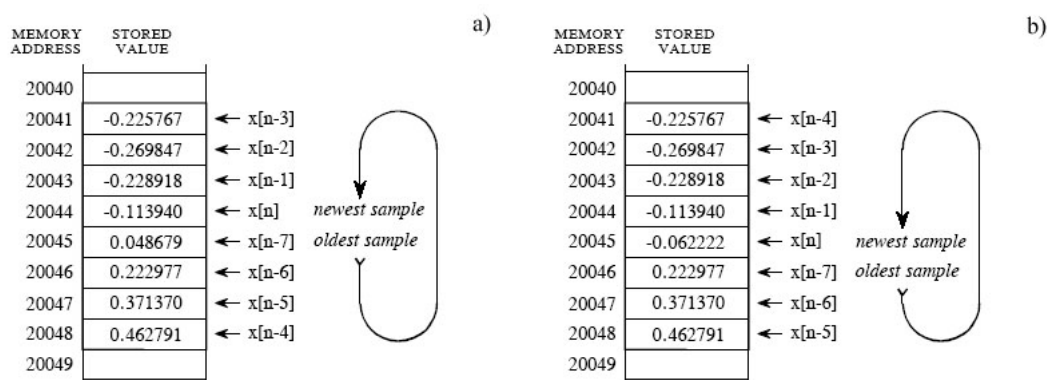 a)
MEMORY ADDRESS STORED VALUE
20040
20041 -0.225767 x[n-3]
20042 -0.269847 x[n-2]
20043 -0.228918 x[n-1]
20044 -0.113940 x[n] newest sample
20045 0.048679 x[n-7] oldest sample
20046 0.222977 x[n-6]
20047 0.371370 x[n-5]
20048 0.462791 x[n-4]
20049
b)
MEMORY ADDRESS STORED VALUE
20040
20041 -0.225767 x[n-4]
20042 -0.269847 x[n-3]
20043 -0.228918 x[n-2]
20044 -0.113940 x[n-1]
20045 -0.062222 x[n] newest sample
20046 0.222977 x[n-7] oldest sample
20047 0.371370 x[n-6]
20048 0.462791 x[n-5]
20049